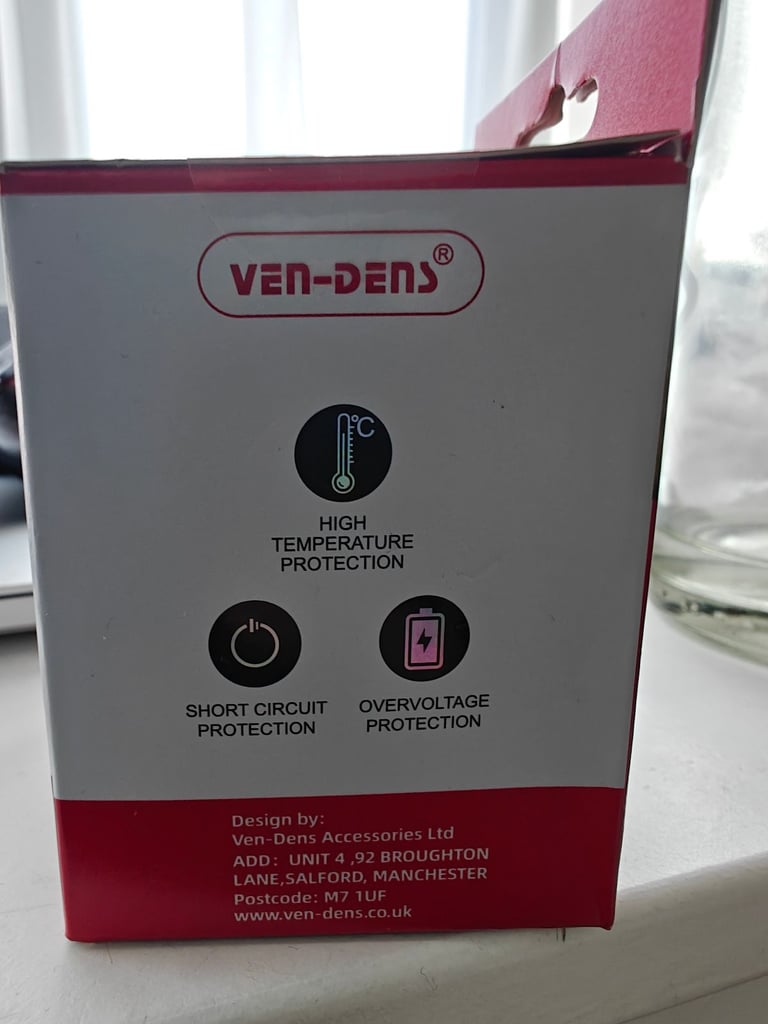 VEN-DENS®
°C
HIGH
TEMPERATURE
PROTECTION
SHORT CIRCUIT
PROTECTION
OVERVOLTAGE
PROTECTION
Design by:
Ven-Dens Accessories Ltd
ADD: UNIT 4 ,92 BROUGHTON
LANE,SALFORD, MANCHESTER
Postcode: M7 1UF
www.ven-dens.co.uk